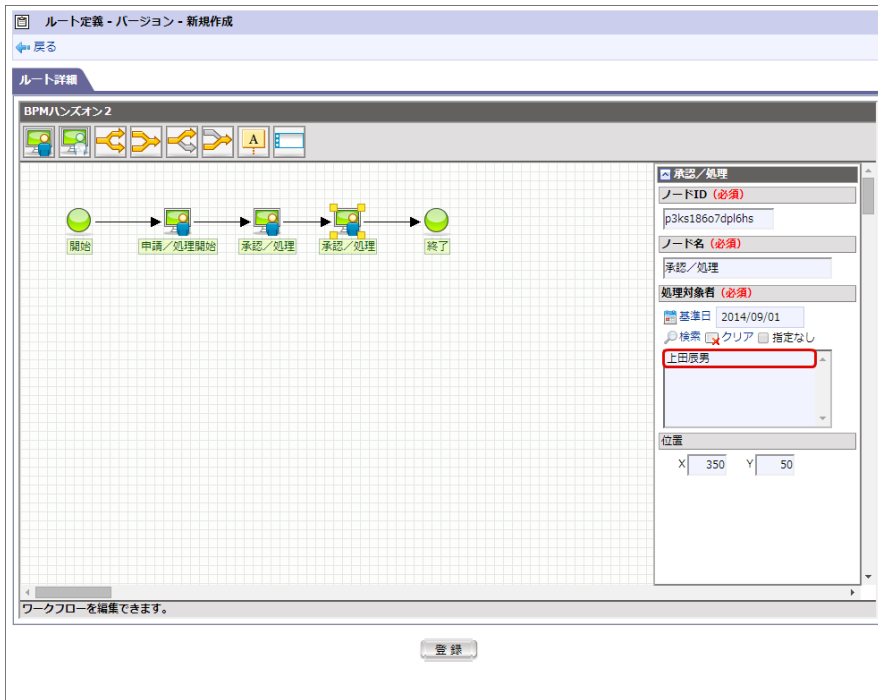 ルート定義 - バージョン - 新規作成
戻る
ルート詳細
BPMハンズオン2
A
開始
申請／処理開始
承認／処理
承認／処理
終了
承認／処理
ノードID (必須)
p3ks186o7dpl6hs
ノード名 (必須)
承認／処理
処理対象者 (必須)
基準日 2014/09/01
検索 クリア 指定なし
上田辰男
位置
X 350 Y 50
ワークフローを編集できます。
登録